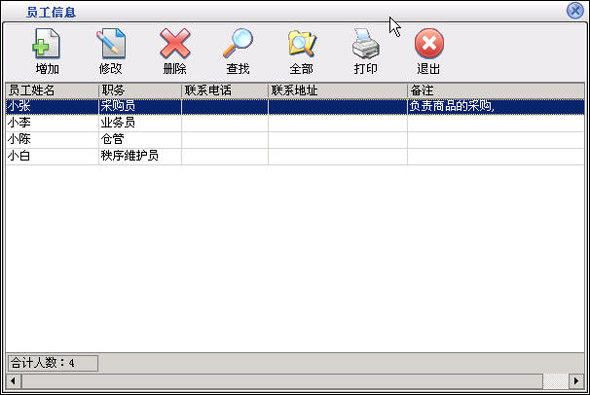 员工信息
增加 修改 删除 查找 全部 打印 退出
员工姓名 职务 联系电话 联系地址 备注
小张 采购员 负责商品的采购,
小李 业务员
小陈 仓管
小白 秩序維护员
合计人数：4